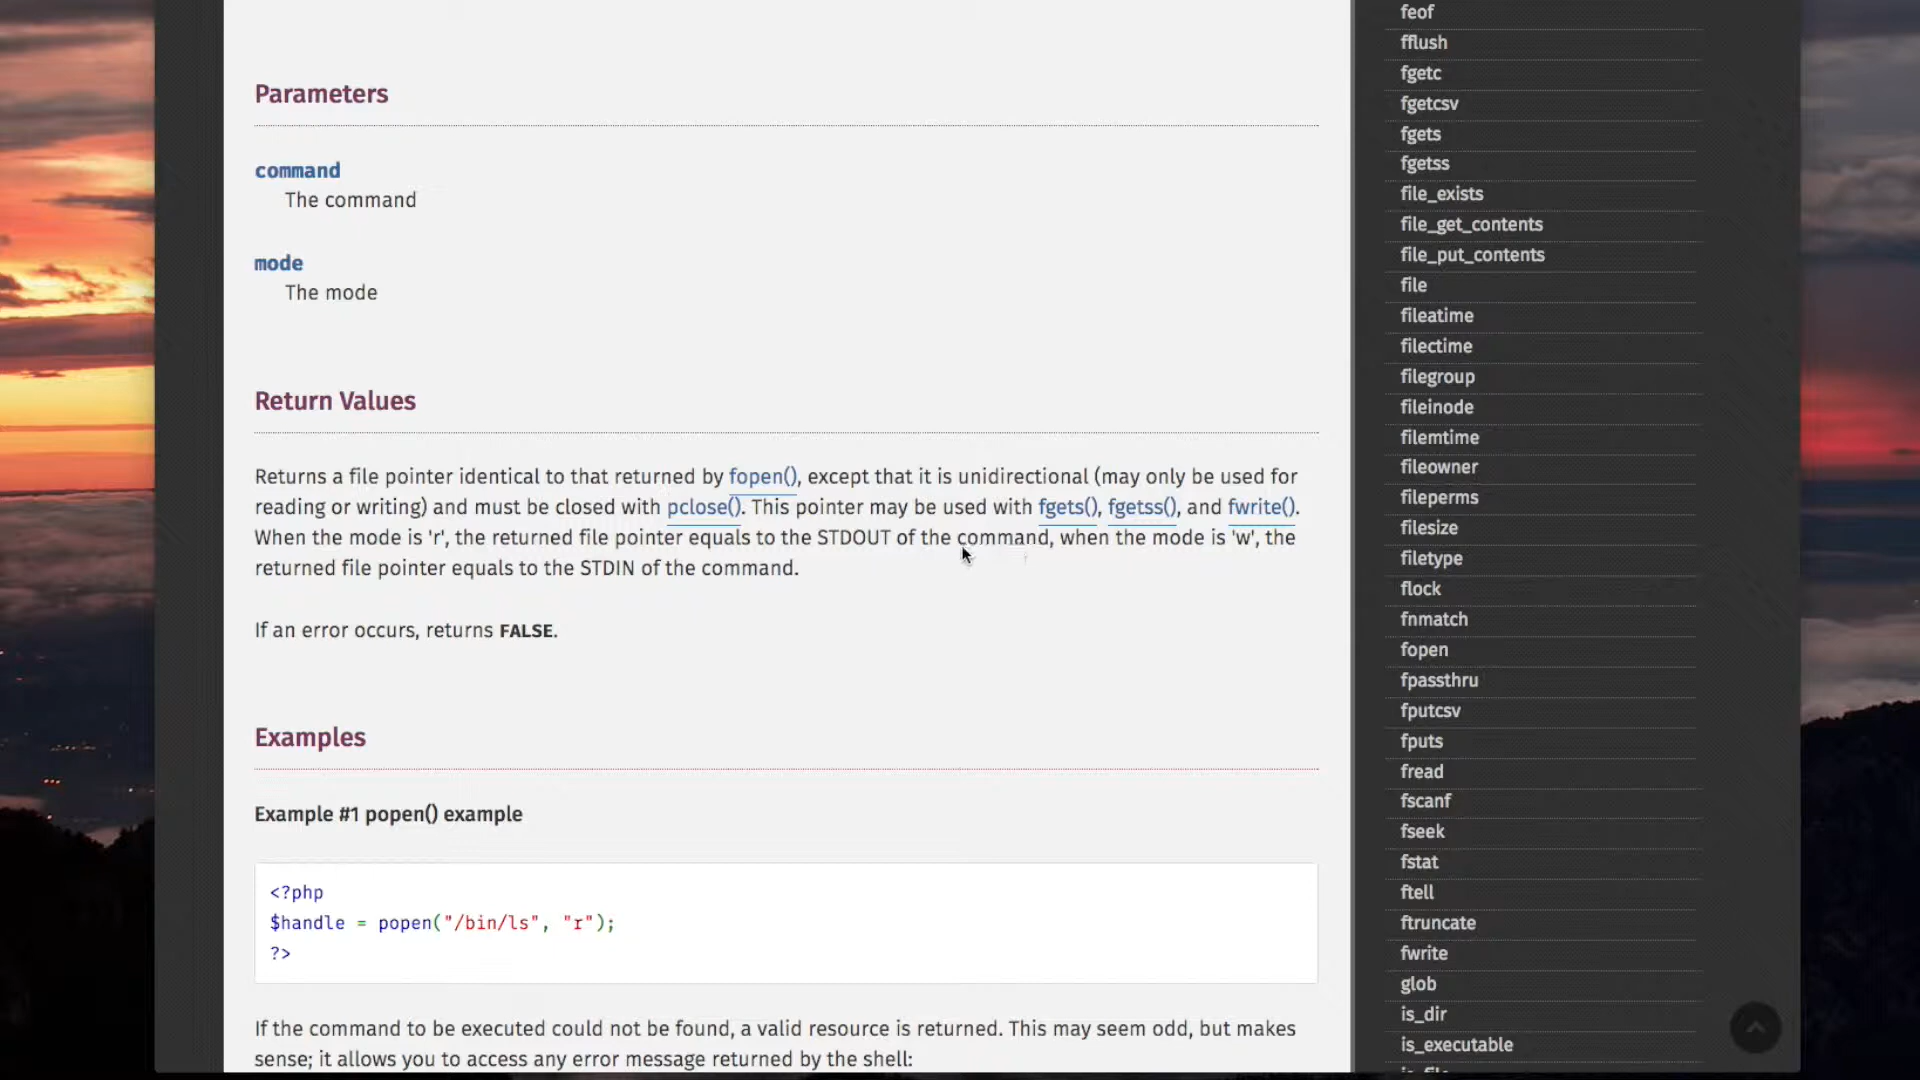 Parameters
command
The command
mode
The mode
Return Values
Returns a file pointer identical to that returned by fopen(), except that it is unidirectional (may only be used for
reading or writing) and must be closed with pclose(). This pointer may be used with fgets(), fgetss(), and fwrite().
When the mode is 'r', the returned file pointer equals to the STDOUT of the command, when the mode is 'w', the
returned file pointer equals to the STDIN of the command.
If an error occurs, returns FALSE.
Examples
Example #1 popen() example
<?php
$handle = popen("/bin/ls", "r");
?>
If the command to be executed could not be found, a valid resource is returned. This may seem odd, but makes
sense; it allows you to access any error message returned by the shell:
feof
fflush
fgetc
fgetcsv
fgets
fgetss
file_exists
file_get_contents
file_put_contents
file
fileatime
filectime
filegroup
fileinode
filemtime
fileowner
fileperms
filesize
filetype
flock
fnmatch
fopen
fpassthru
fputcsv
fputs
fread
fscanf
fseek
fstat
ftell
ftruncate
fwrite
glob
is_dir
is_executable